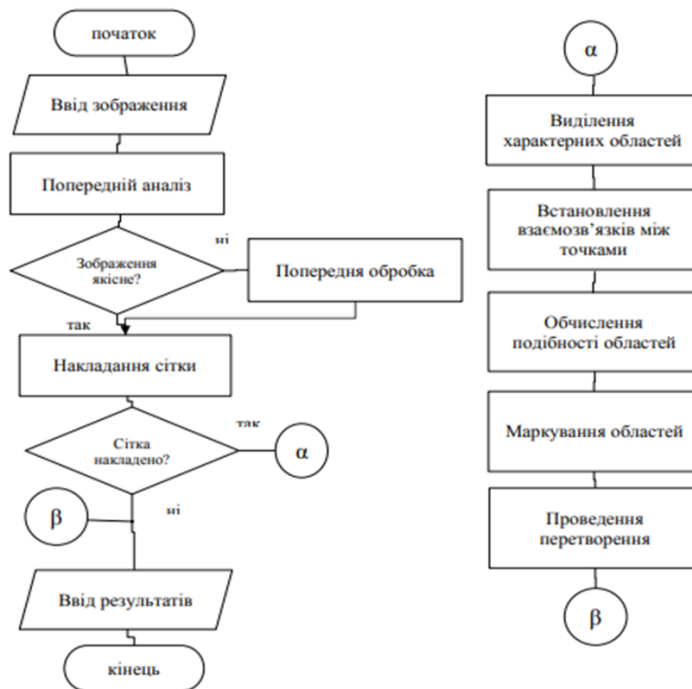 початок
Ввід зображення
Попередній аналіз
ні
Зображення
якісне?
Попередня обробка
так
Накладання сітки
так
Сітка
накладено?
α
β
ні
Ввід результатів
кінець
α
Виділення
характерних областей
Встановлення
взаємозв’язків між
точками
Обчислення
подібності областей
Маркування областей
Проведення
перетворення
β